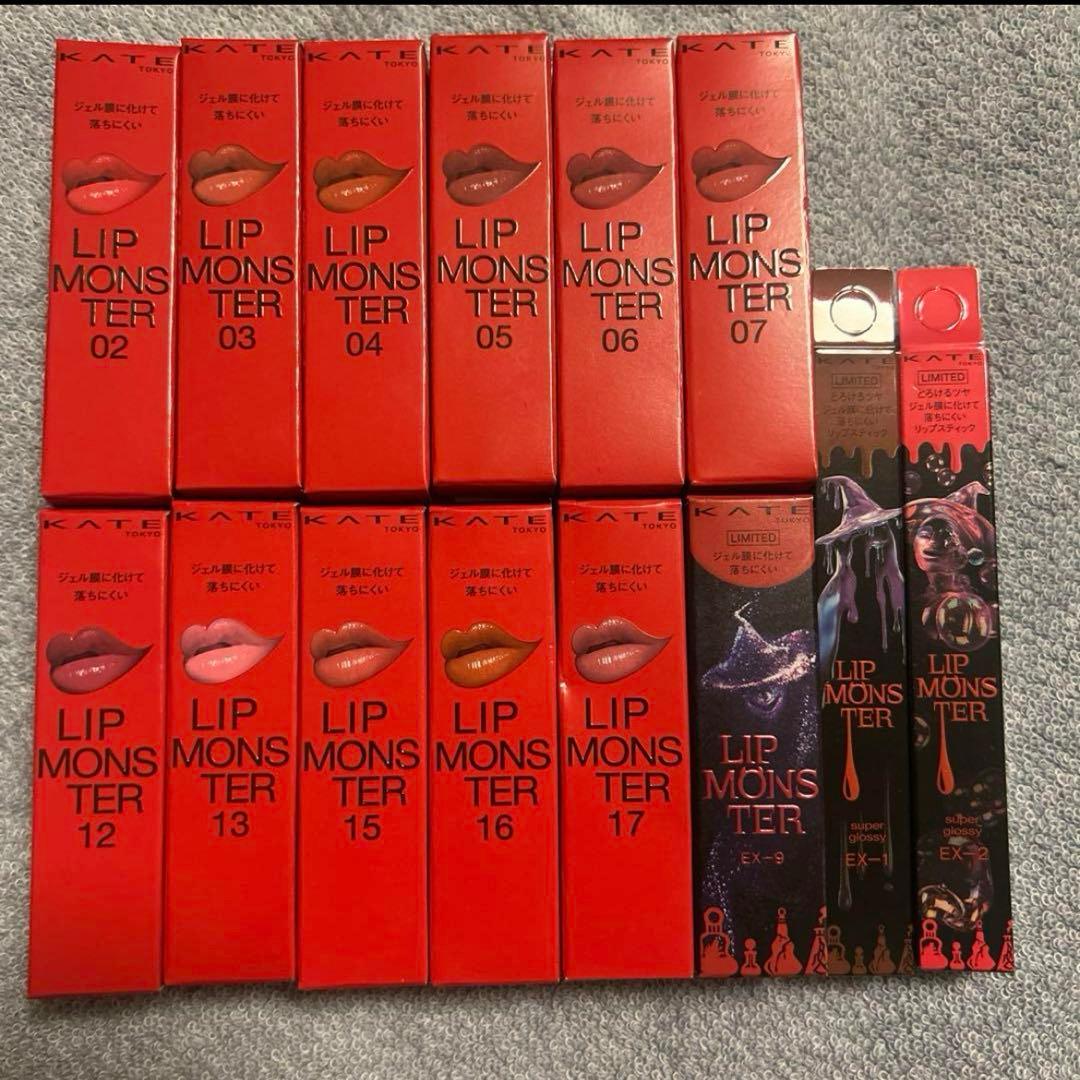 KATE
TOKYO
ジェル膜に化けて
落ちにくい
LIP
MONS
TER
02
KATE
TOKYO
ジェル膜に化けて
落ちにくい
LIP
MONS
TER
03
KATE
TOKYO
ジェル膜に化けて
落ちにくい
LIP
MONS
TER
04
KATE
TOKYO
ジェル膜に化けて
落ちにくい
LIP
MONS
TER
05
KATE
TOKYO
ジェル膜に化けて
落ちにくい
LIP
MONS
TER
06
KATE
TOKYO
ジェル膜に化けて
落ちにくい
LIP
MONS
TER
07
KATE
TOKYO
ジェル膜に化けて
落ちにくい
LIP
MONS
TER
12
KATE
TOKYO
ジェル膜に化けて
落ちにくい
LIP
MONS
TER
13
KATE
TOKYO
ジェル膜に化けて
落ちにくい
LIP
MONS
TER
15
KATE
TOKYO
ジェル膜に化けて
落ちにくい
LIP
MONS
TER
16
KATE
TOKYO
ジェル膜に化けて
落ちにくい
LIP
MONS
TER
17
KATE
TOKYO
LIMITED
ジェル膜に化けて
落ちにくい
LIP
MONS
TER
EX-9
KATE
TOKYO
LIMITED
とろけるツヤ
ジェル膜に化けて
落ちにくい
リップスティック
LIP
MONS
TER
super
glossy
EX-1
KATE
TOKYO
LIMITED
とろけるツヤ
ジェル膜に化けて
落ちにくい
リップスティック
LIP
MONS
TER
super
glossy
EX-2